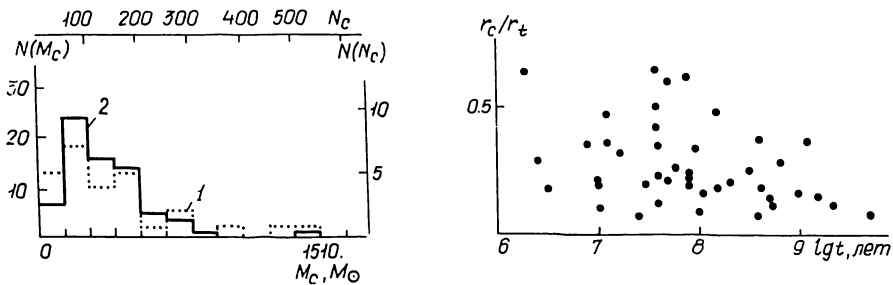 100 200 300 400 500 N_c
N(M_c) N(N_c)
30
20
10
10
5
2
1
0 1510.
M_c, M_⊙
r_c/r_t
0.5
6 7 8 9 lgt, лет